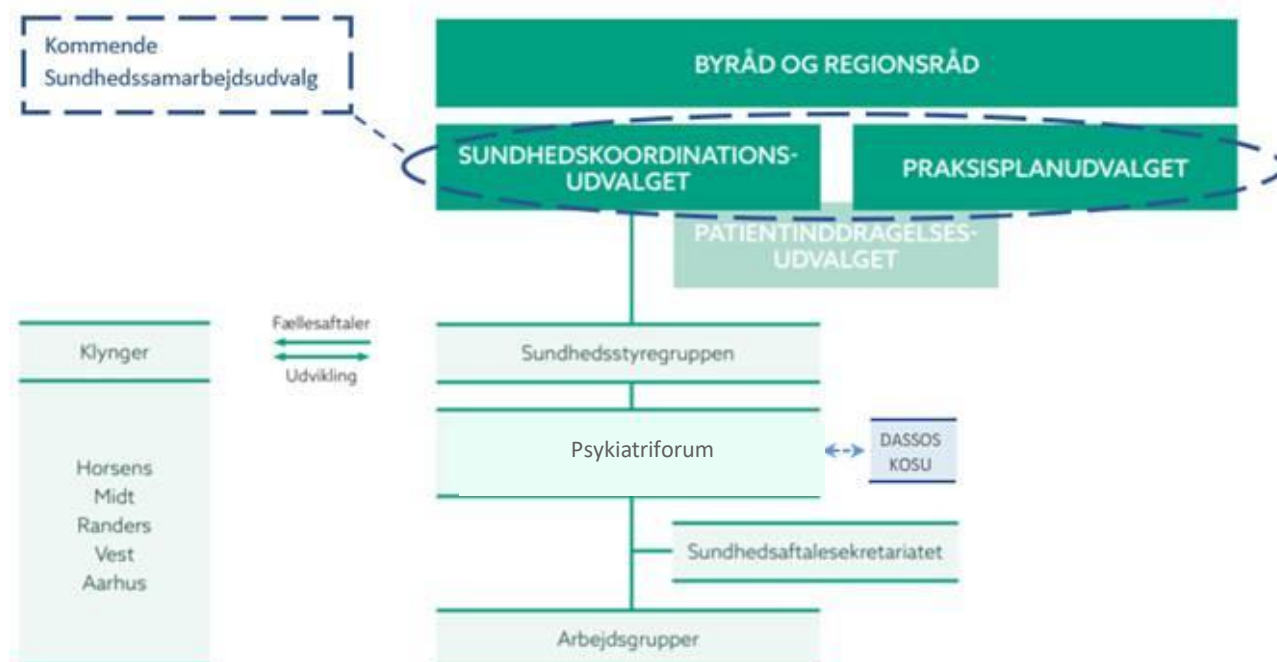 Kommende
Sundhedssamarbejdsudvalg
BYRÅD OG REGIONSRÅD
SUNDHEDSKOORDINATIONS-
UDVALGET
PRAKSISPLANUDVALGET
PATIENTINDDRAGELSES-
UDVALGET
Klynger
Fællesaftaler
Udvikling
Sundhedsstyregruppen
Psykiatriforum
DASSOS
KOSU
Horsens
Midt
Randers
Vest
Aarhus
Sundhedsaftalesekretariatet
Arbejdsgrupper